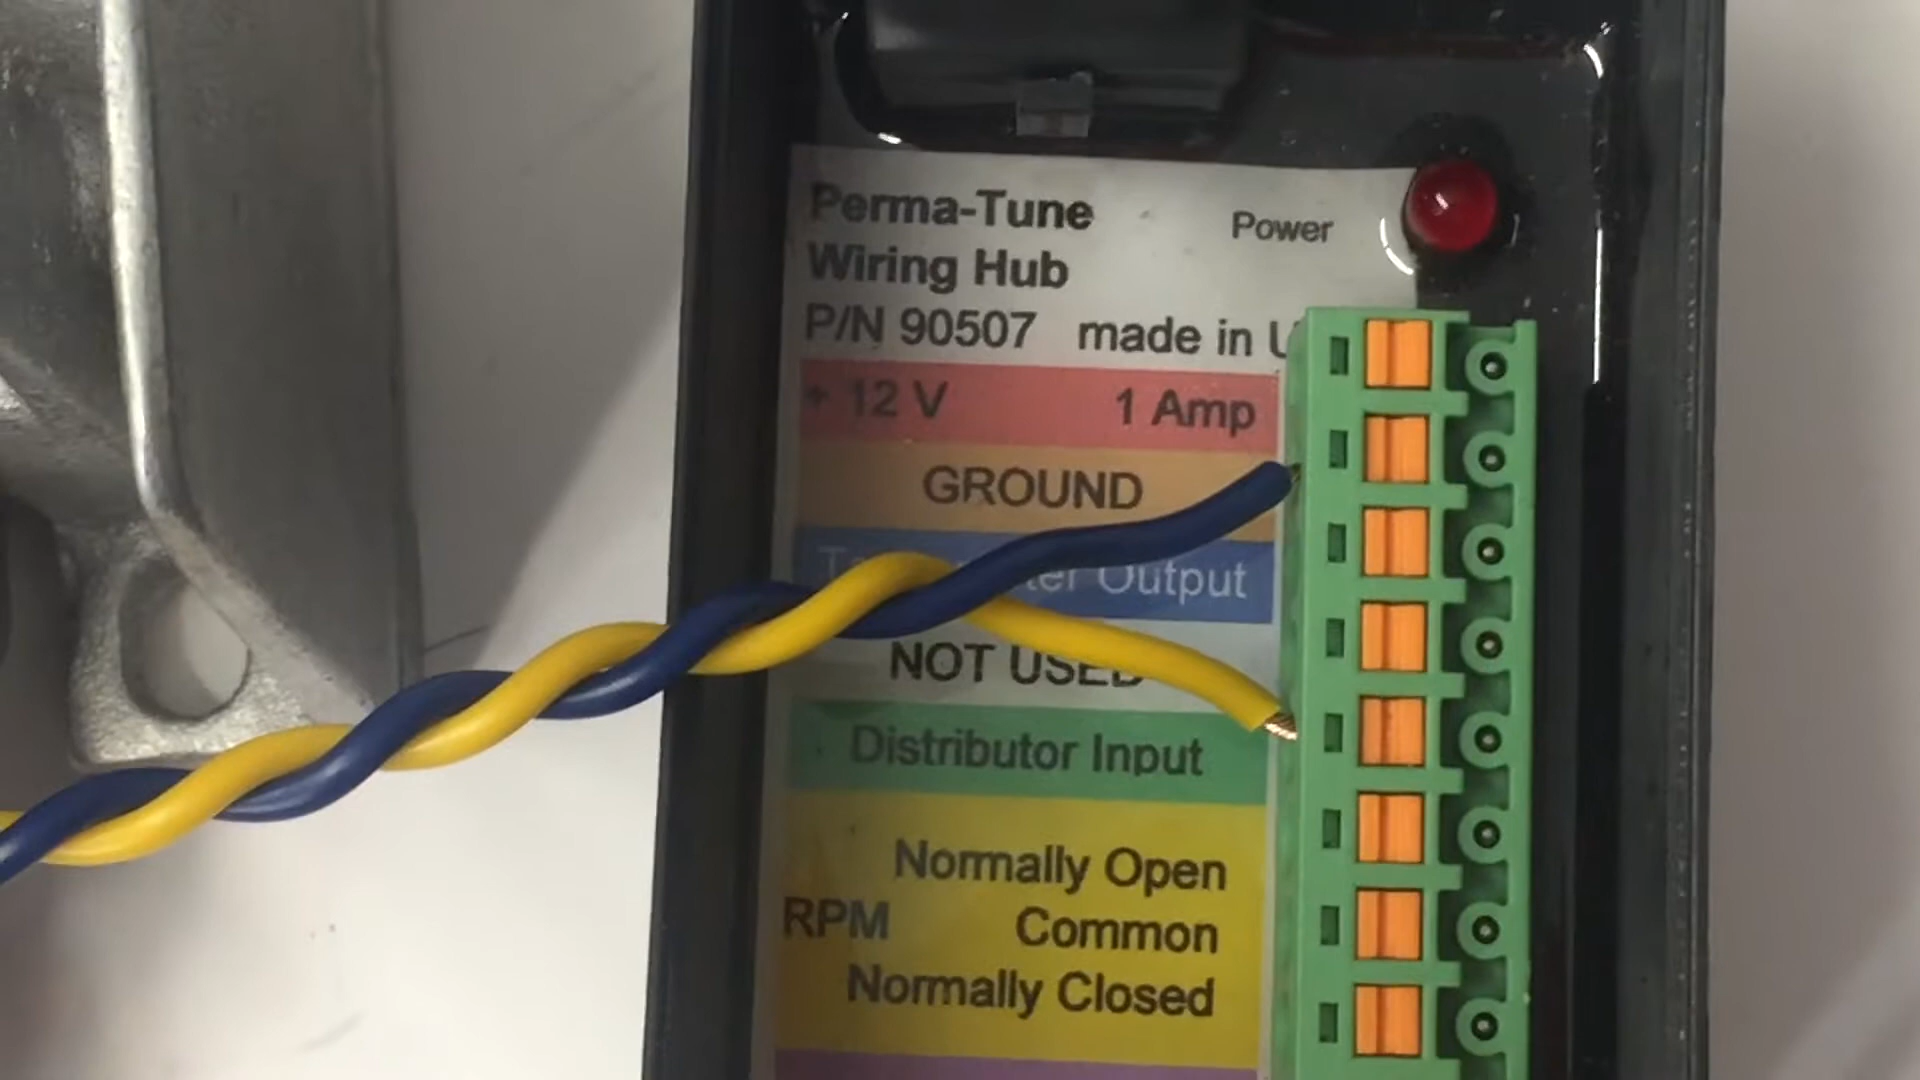 Perma-Tune
Power
Wiring Hub
P/N 90507 made in
+ 12 V 1 Amp
GROUND
Output
NOT USED
Distributor Input
Normally Open
RPM Common
Normally Closed